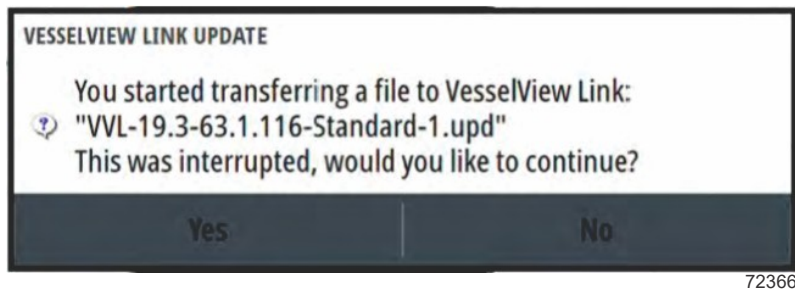 VESSELVIEW LINK UPDATE
You started transferring a file to VesselView Link:
"VVL-19.3-63.1.116-Standard-1.upd"
This was interrupted, would you like to continue?
Yes No
72366